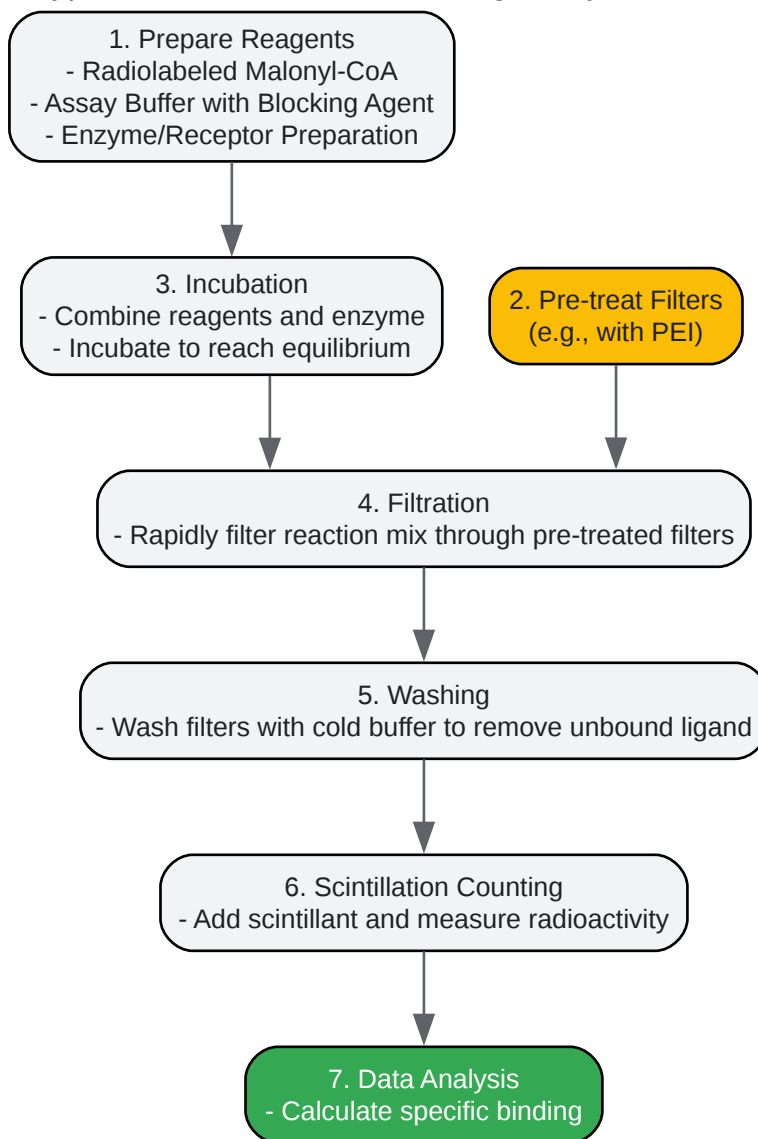 1. Prepare Reagents
- Radiolabeled Malonyl-CoA
- Assay Buffer with Blocking Agent
- Enzyme/Receptor Preparation
3. Incubation
- Combine reagents and enzyme
- Incubate to reach equilibrium
2. Pre-treat Filters
(e.g., with PEI)
4. Filtration
- Rapidly filter reaction mix through pre-treated filters
5. Washing
- Wash filters with cold buffer to remove unbound ligand
6. Scintillation Counting
- Add scintillant and measure radioactivity
7. Data Analysis
- Calculate specific binding